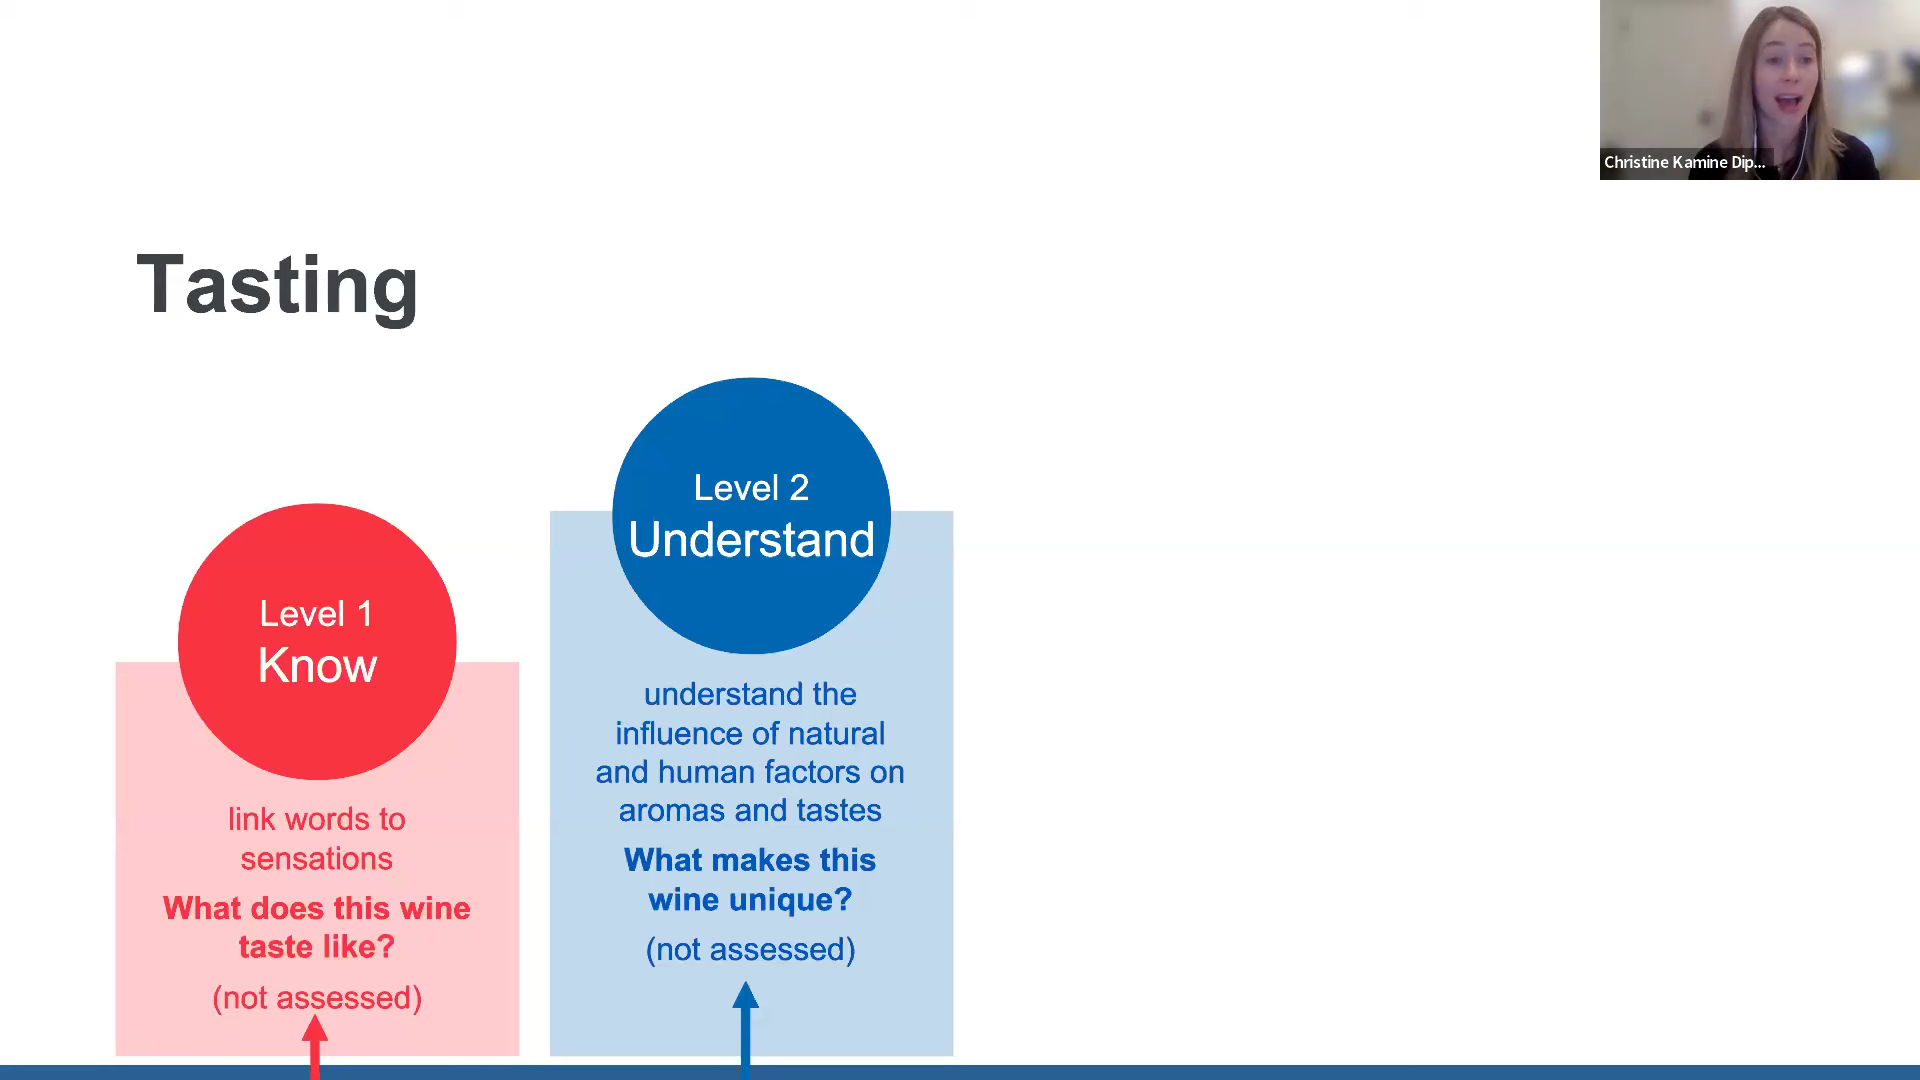 Christine Kamine Dip...
Tasting
Level 1
Know
link words to
sensations
What does this wine
taste like?
(not assessed)
Level 2
Understand
understand the
influence of natural
and human factors on
aromas and tastes
What makes this
wine unique?
(not assessed)